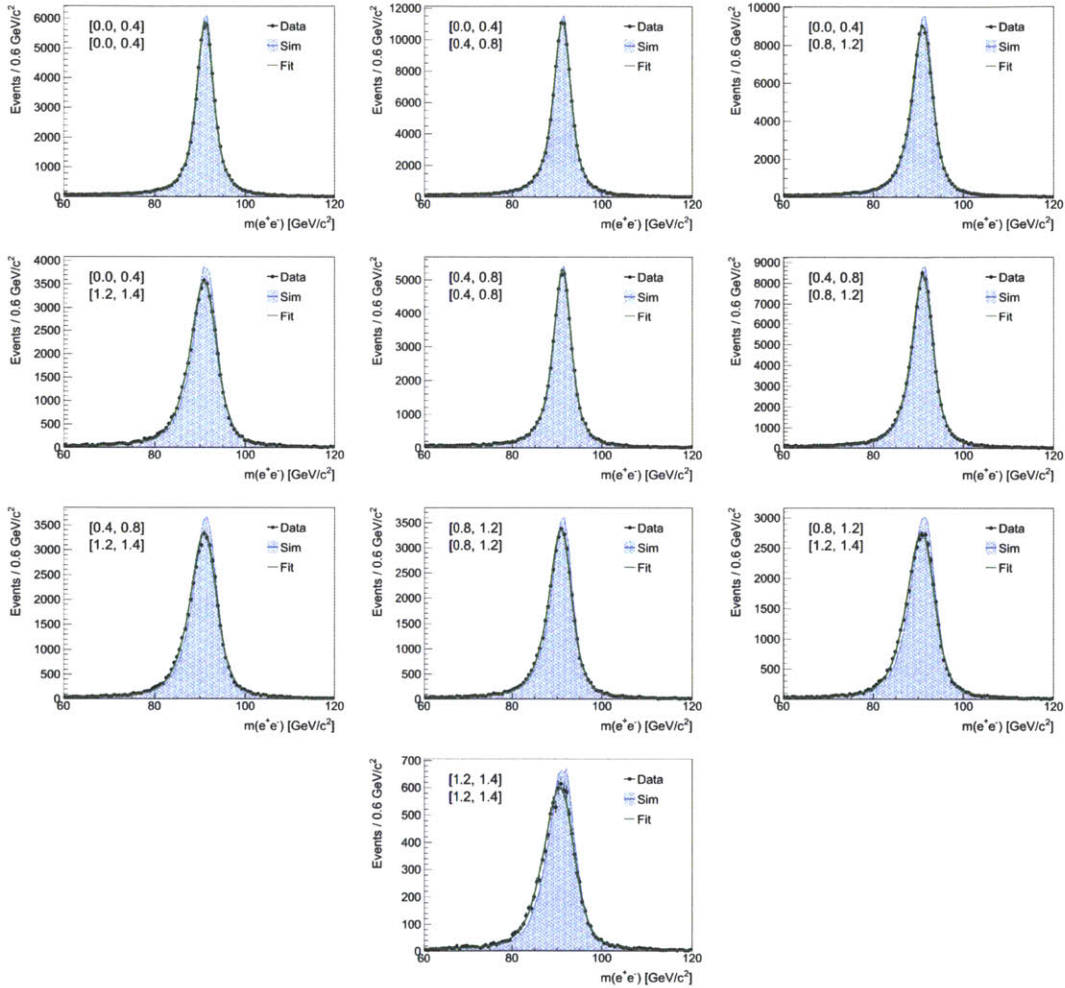 Events / 0.6 GeV/c²
6000
5000
4000
3000
2000
1000
0
[0.0, 0.4]
[0.0, 0.4]
Data
Sim
Fit
60 80 100 120
m(e⁺e⁻) [GeV/c²]
Events / 0.6 GeV/c²
12000
10000
8000
6000
4000
2000
0
[0.0, 0.4]
[0.4, 0.8]
Data
Sim
Fit
60 80 100 120
m(e⁺e⁻) [GeV/c²]
Events / 0.6 GeV/c²
10000
8000
6000
4000
2000
0
[0.0, 0.4]
[0.8, 1.2]
Data
Sim
Fit
60 80 100 120
m(e⁺e⁻) [GeV/c²]
Events / 0.6 GeV/c²
4000
3500
3000
2500
2000
1500
1000
500
0
[0.0, 0.4]
[1.2, 1.4]
Data
Sim
Fit
60 80 100 120
m(e⁺e⁻) [GeV/c²]
Events / 0.6 GeV/c²
5000
4000
3000
2000
1000
0
[0.4, 0.8]
[0.4, 0.8]
Data
Sim
Fit
60 80 100 120
m(e⁺e⁻) [GeV/c²]
Events / 0.6 GeV/c²
9000
8000
7000
6000
5000
4000
3000
2000
1000
0
[0.4, 0.8]
[0.8, 1.2]
Data
Sim
Fit
60 80 100 120
m(e⁺e⁻) [GeV/c²]
Events / 0.6 GeV/c²
3500
3000
2500
2000
1500
1000
500
0
[0.4, 0.8]
[1.2, 1.4]
Data
Sim
Fit
60 80 100 120
m(e⁺e⁻) [GeV/c²]
Events / 0.6 GeV/c²
3500
3000
2500
2000
1500
1000
500
0
[0.8, 1.2]
[0.8, 1.2]
Data
Sim
Fit
60 80 100 120
m(e⁺e⁻) [GeV/c²]
Events / 0.6 GeV/c²
3000
2500
2000
1500
1000
500
0
[0.8, 1.2]
[1.2, 1.4]
Data
Sim
Fit
60 80 100 120
m(e⁺e⁻) [GeV/c²]
Events / 0.6 GeV/c²
700
600
500
400
300
200
100
0
[1.2, 1.4]
[1.2, 1.4]
Data
Sim
Fit
60 80 100 120
m(e⁺e⁻) [GeV/c²]